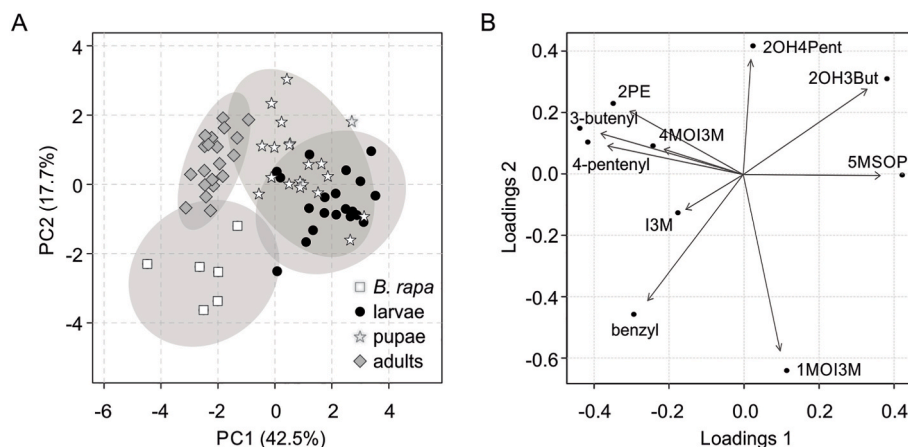 A
PC2 (17.7%)
4
2
0
-2
-4
-6
-4
-2
0
2
4
PC1 (42.5%)
B. rapa
larvae
pupae
adults
B
Loadings 2
0.4
0.2
0.0
-0.2
-0.4
-0.6
-0.4
-0.2
0.0
0.2
0.4
Loadings 1
2OH4Pent
2OH3But
2PE
3-butenyl
4MOI3M
4-pentenyl
5MSOP
I3M
benzyl
1MOI3M